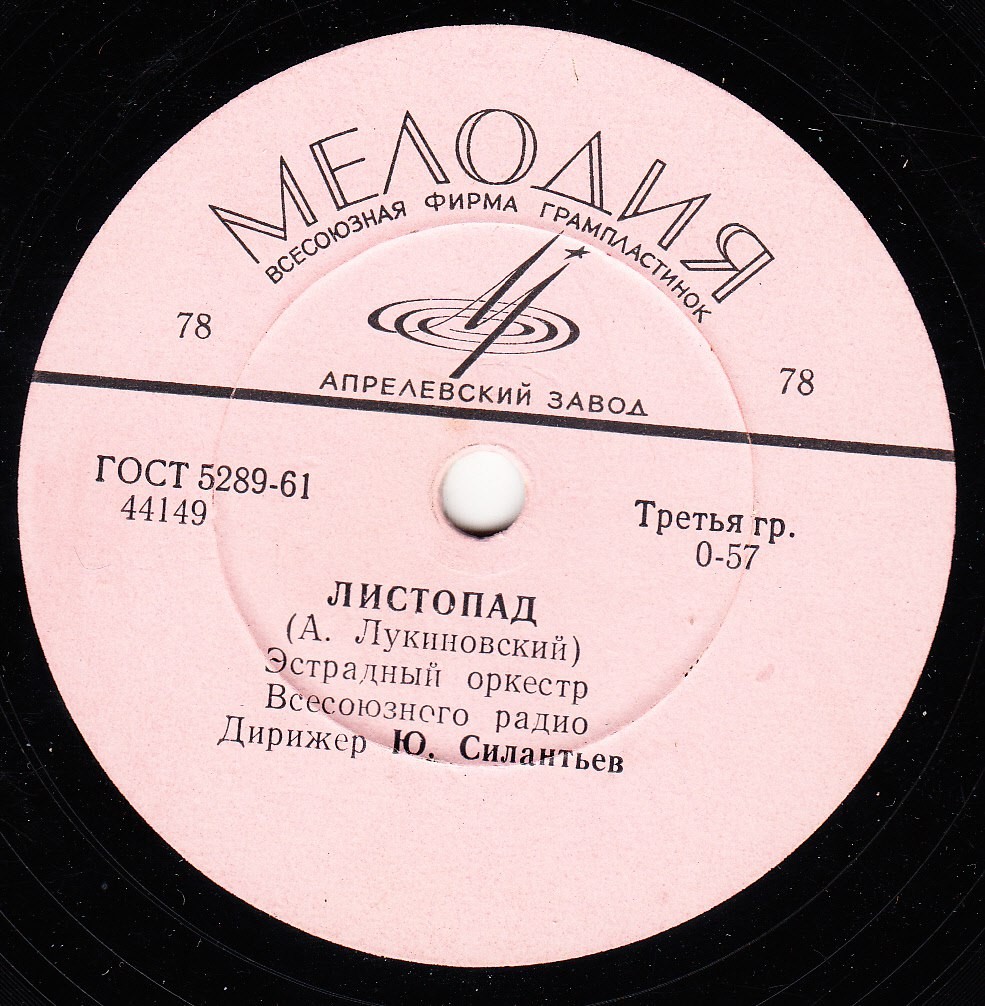 МЕЛОДИЯ
ВСЕСОЮЗНАЯ ФИРМА ГРАМПЛАСТИНОК
78
78
АПРЕЛЕВСКИЙ ЗАВОД
ГОСТ 5289-61
44149
Третья гр.
0-57
ЛИСТОПАД
(А. Лукиновский)
Эстрадный оркестр
Всесоюзного радио
Дирижер Ю. Силантьев